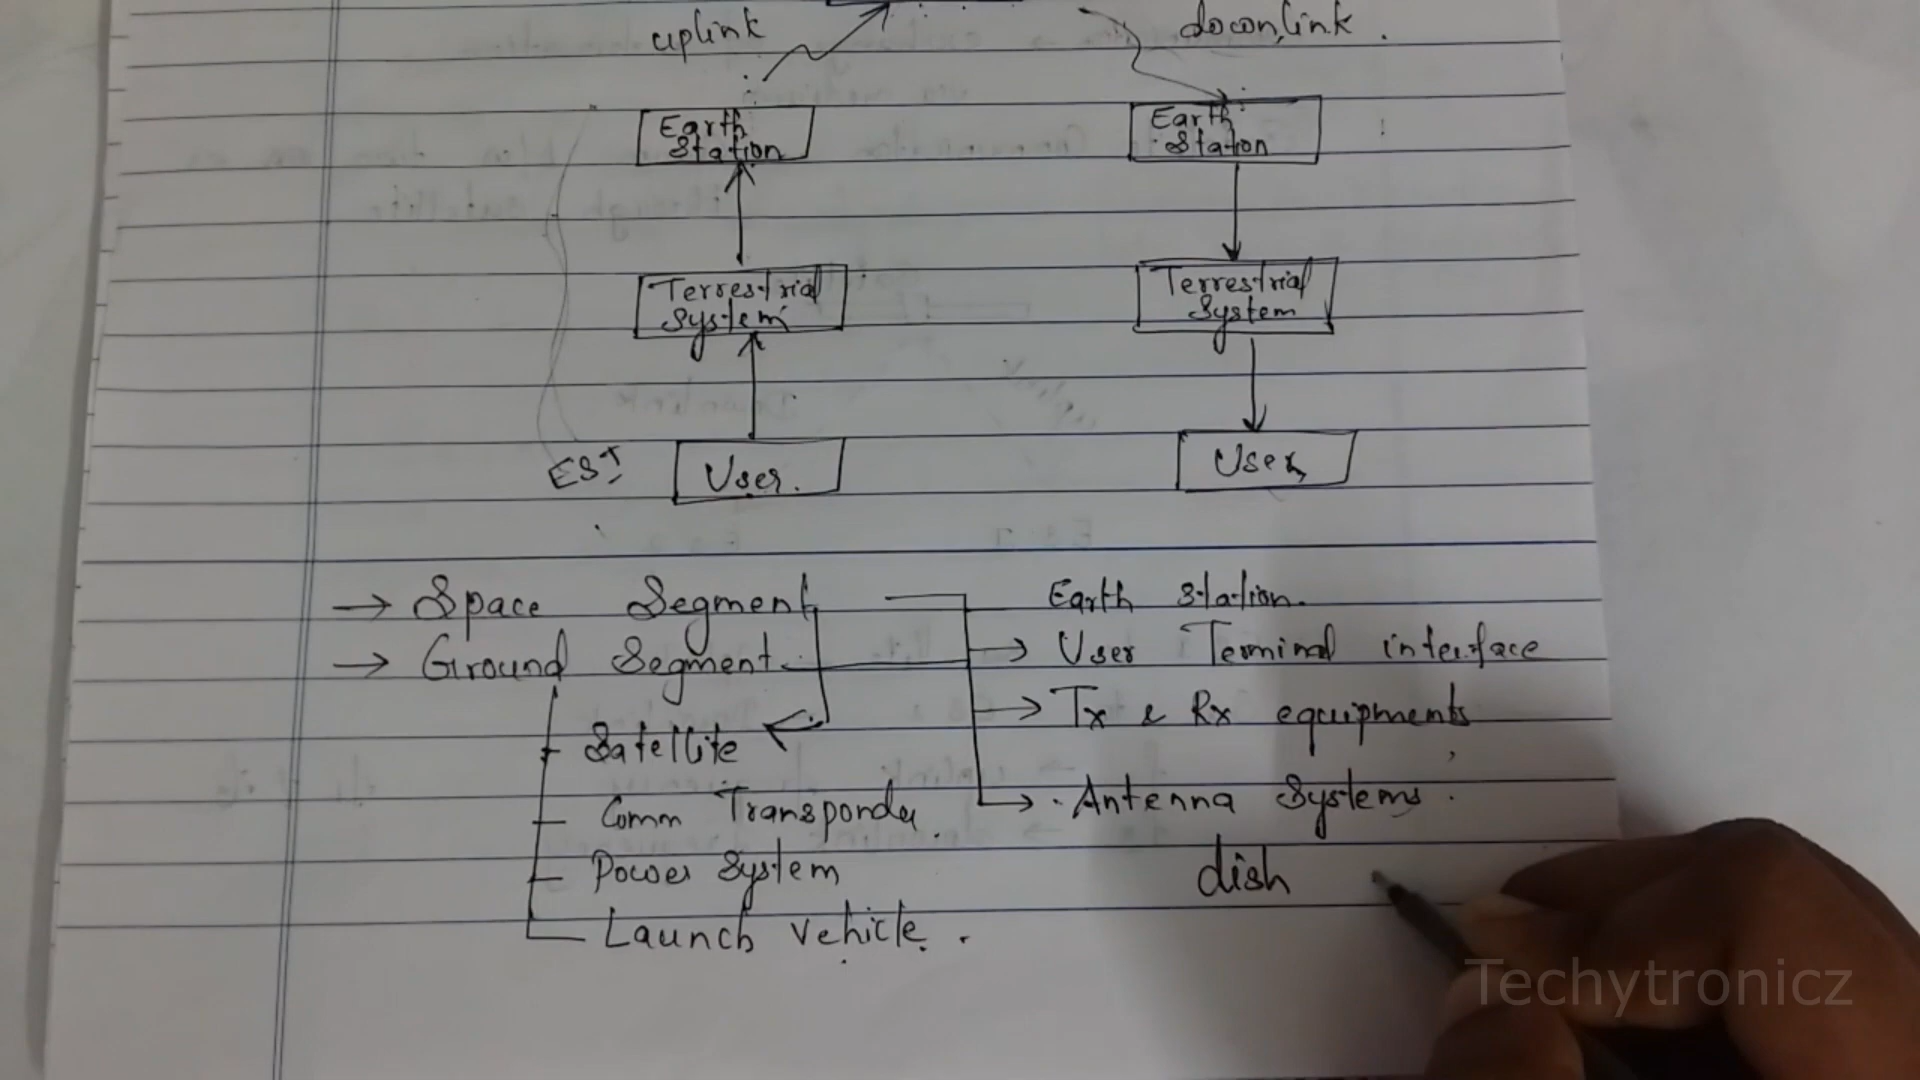 uplink
downlink.
Earth Station
Earth Station
Terrestrial System
Terrestrial System
EST
User.
User
→ Space Segment
→ Ground Segment
Satellite
Comm Transponder.
Power System
Launch vehicle.
Earth station.
→ User Terminal interface
→ Tx & Rx equipments
→ Antenna Systems.
dish
Techytronicz